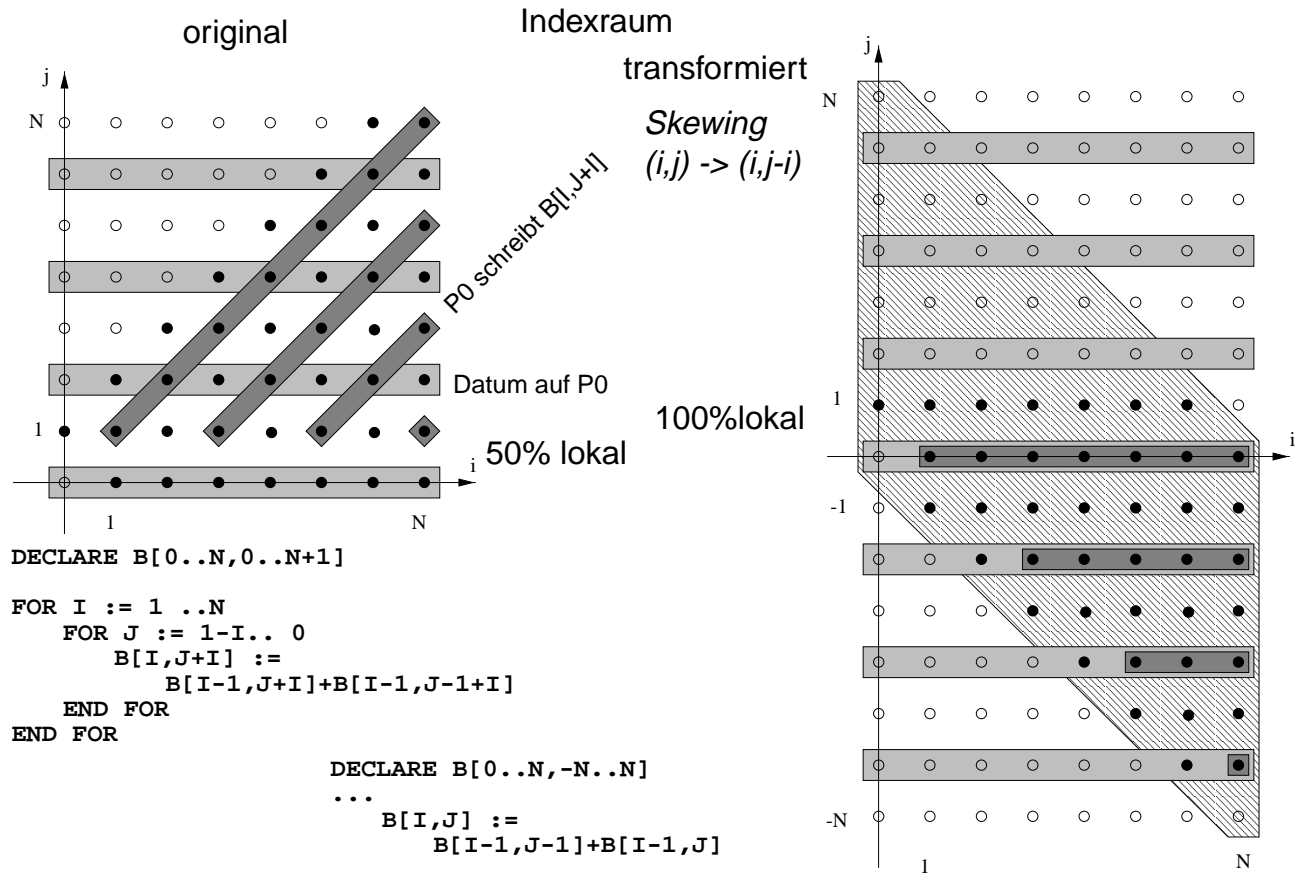 Indexraum
original
transformiert
Skewing
(i,j) -> (i,j-i)
j
N
1
i
1
N
P0 schreibt B[I,J+I]
Datum auf P0
50% lokal
100%lokal
j
N
1
i
-1
-N
1
N
DECLARE B[0..N,0..N+1]
FOR I := 1 ..N
FOR J := 1-I.. 0
B[I,J+I] :=
B[I-1,J+I]+B[I-1,J-1+I]
END FOR
END FOR
DECLARE B[0..N,-N..N]
...
B[I,J] :=
B[I-1,J-1]+B[I-1,J]